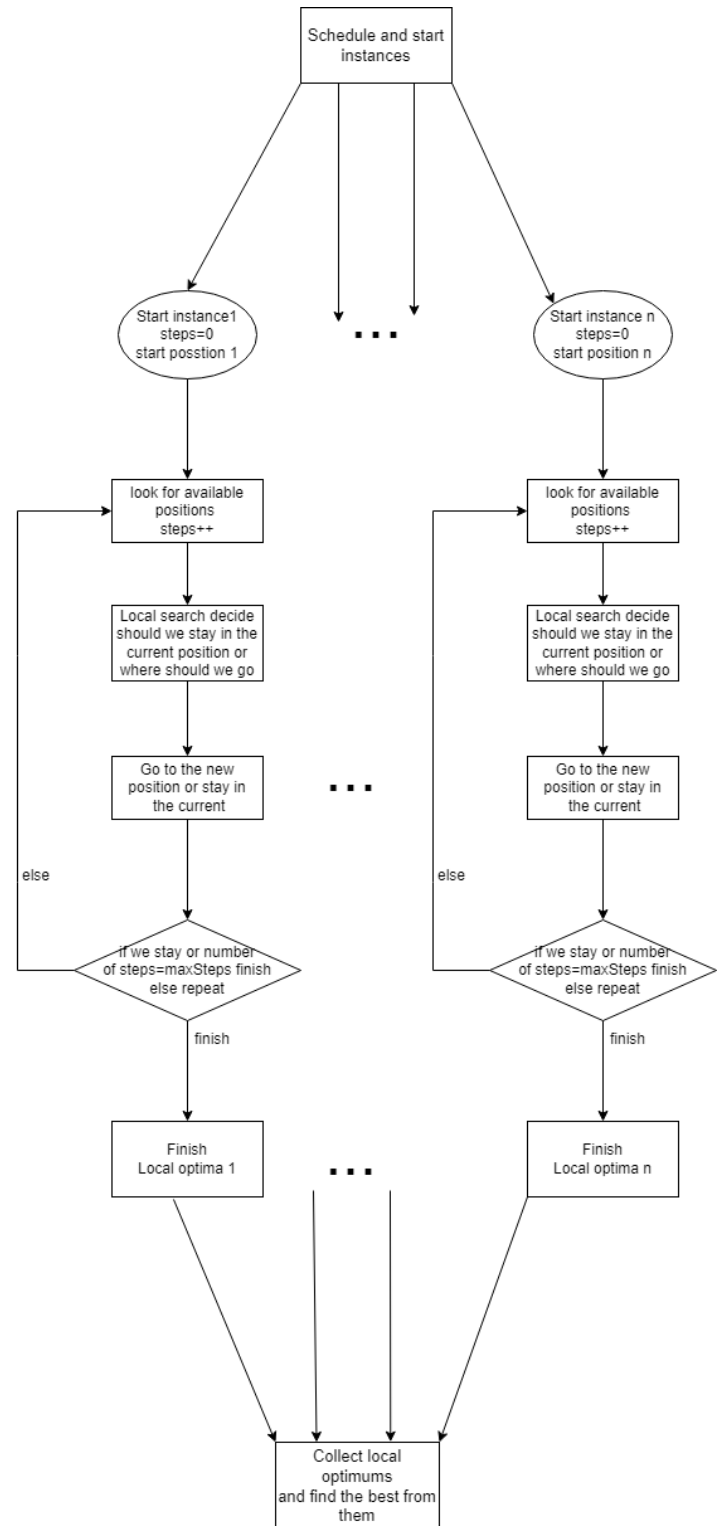 Schedule and start
instances
Start instance1
steps=0
start posstion 1
...
Start instance n
steps=0
start position n
look for available
positions
steps++
look for available
positions
steps++
Local search decide
should we stay in the
current position or
where should we go
Local search decide
should we stay in the
current position or
where should we go
Go to the new
position or stay in
the current
...
Go to the new
position or stay in
the current
else
else
if we stay or number
of steps=maxSteps finish
else repeat
if we stay or number
of steps=maxSteps finish
else repeat
finish
finish
Finish
Local optima 1
...
Finish
Local optima n
Collect local
optimums
and find the best from
them